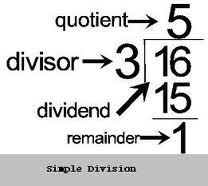 quotient→ 5
divisor→ 3 16
dividend 15
remainder→ 1
Simple Division